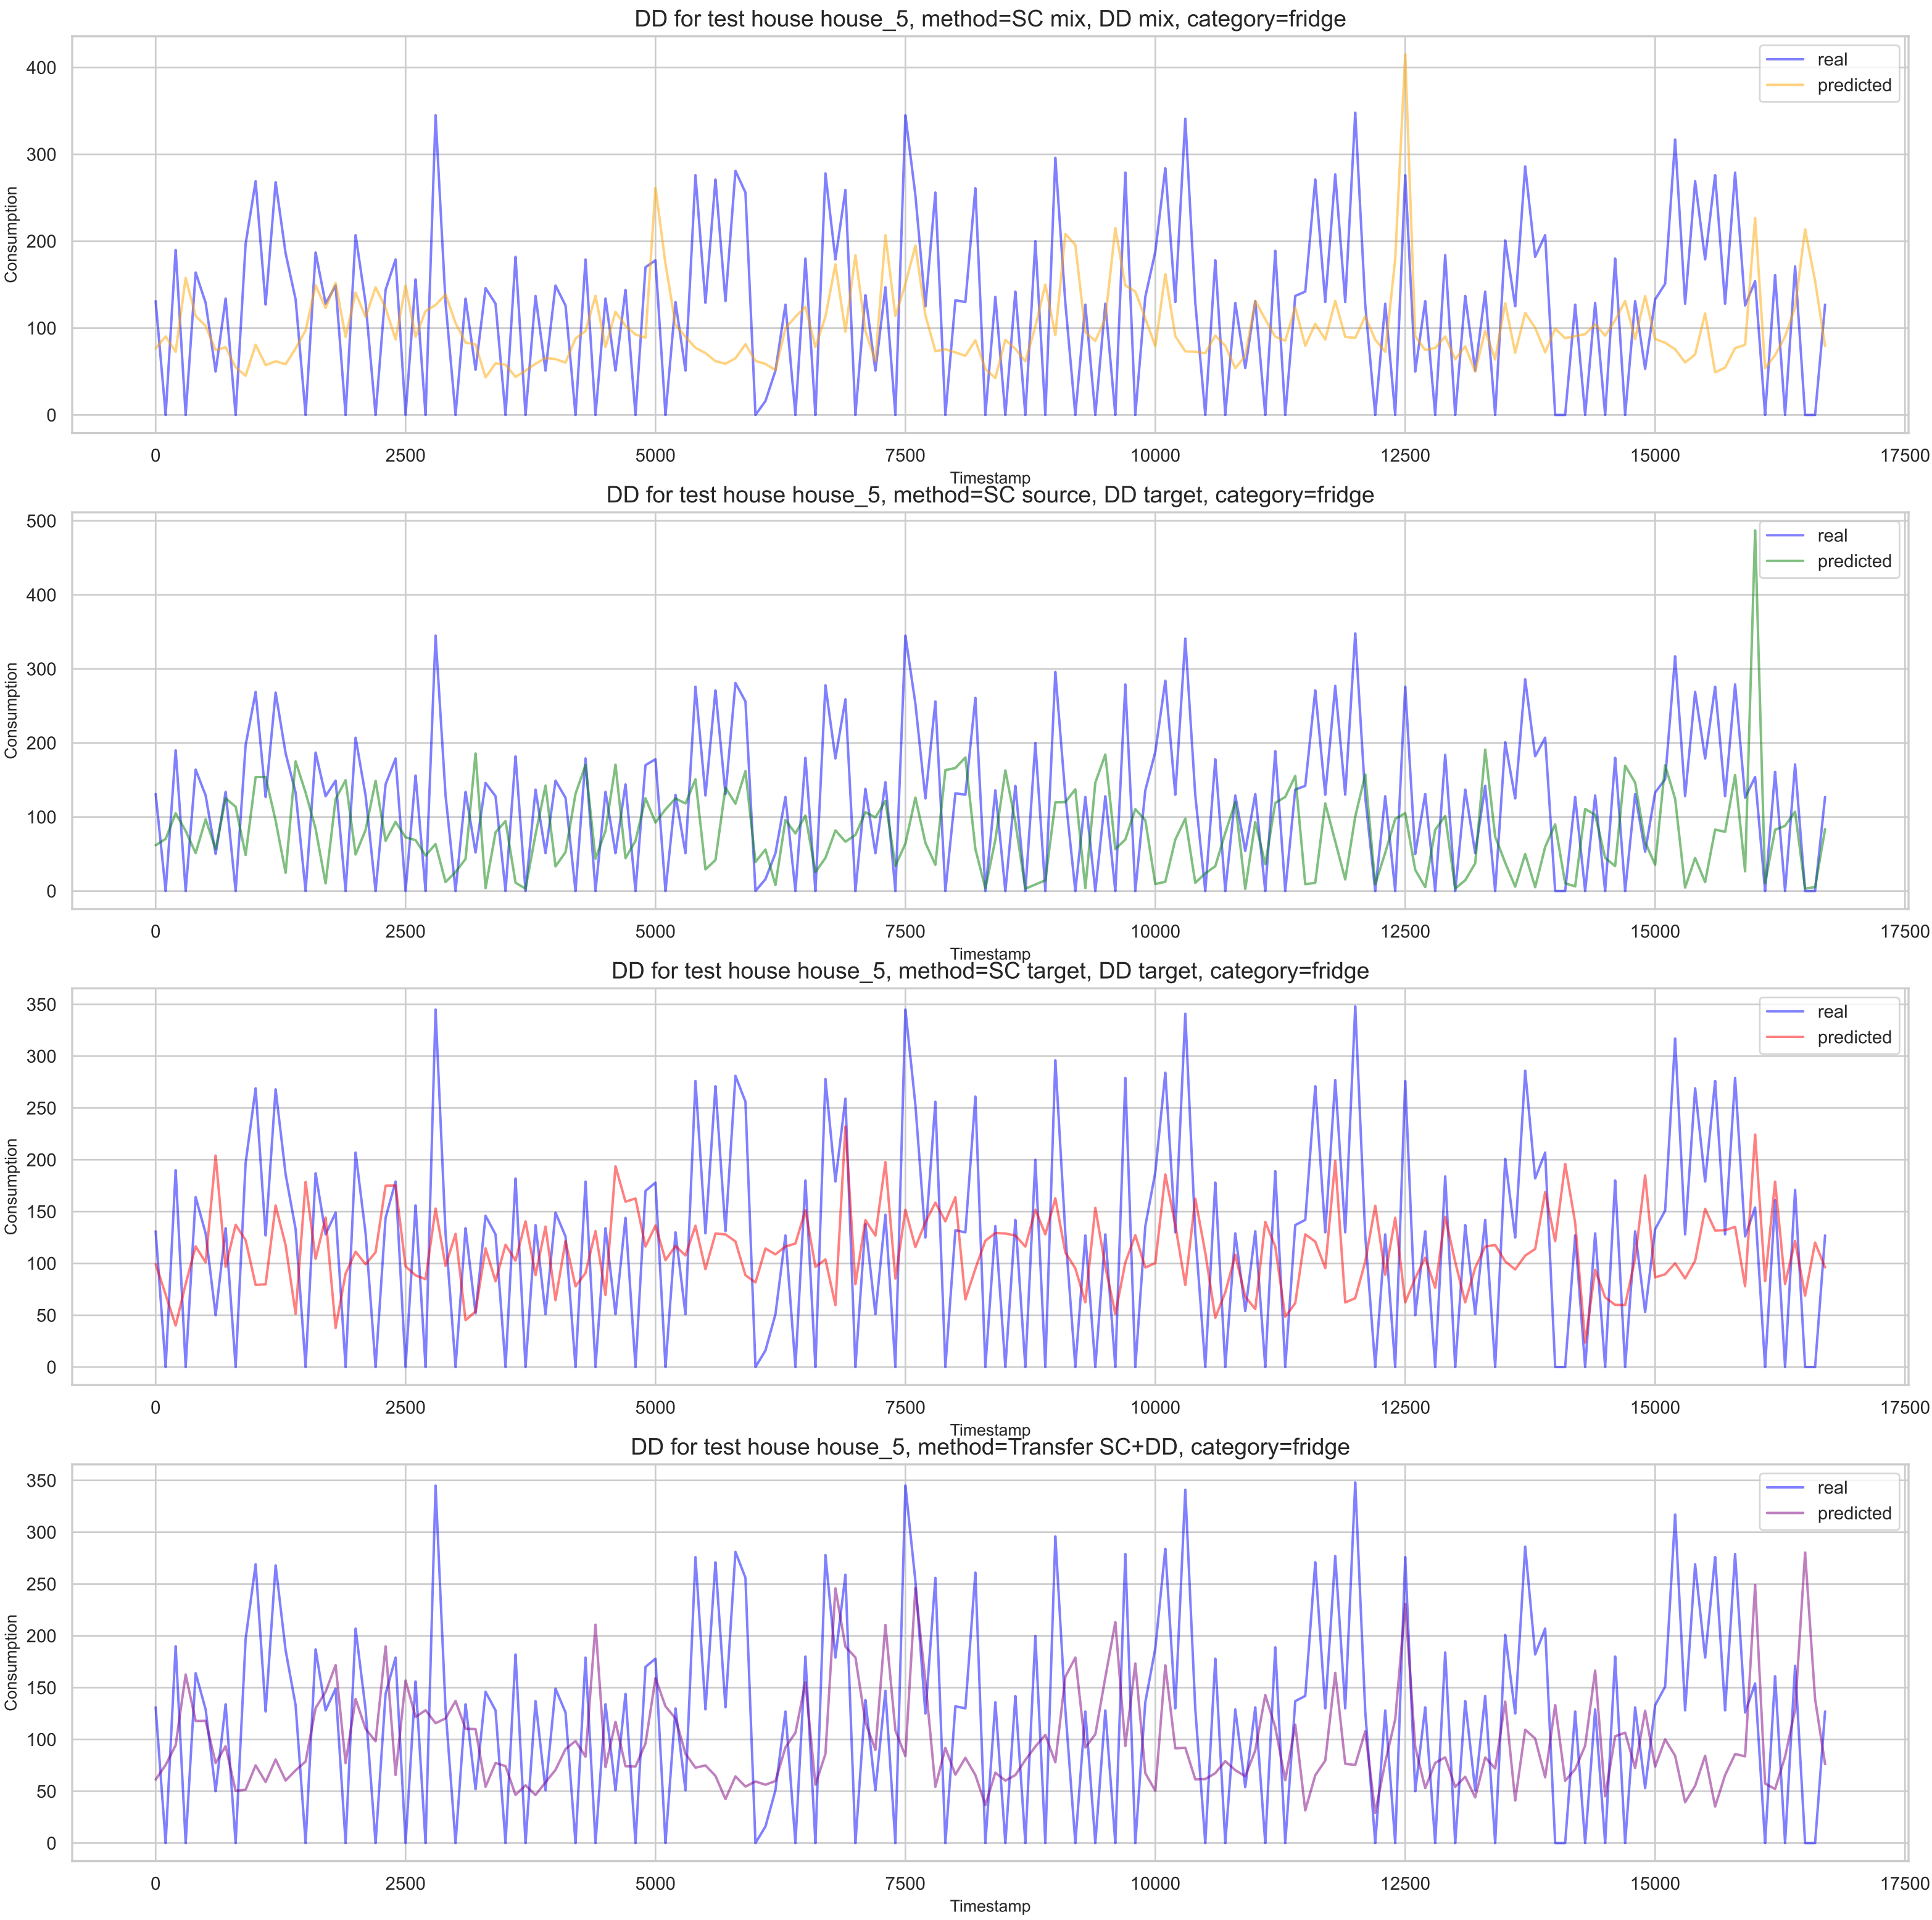 DD for test house house_5, method=SC mix, DD mix, category=fridge
400
300
200
100
0
Consumption
real
predicted
0 2500 5000 7500 10000 12500 15000 17500
Timestamp
DD for test house house_5, method=SC source, DD target, category=fridge
500
400
300
200
100
0
Consumption
real
predicted
0 2500 5000 7500 10000 12500 15000 17500
Timestamp
DD for test house house_5, method=SC target, DD target, category=fridge
350
300
250
200
150
100
50
0
Consumption
real
predicted
0 2500 5000 7500 10000 12500 15000 17500
Timestamp
DD for test house house_5, method=Transfer SC+DD, category=fridge
350
300
250
200
150
100
50
0
Consumption
real
predicted
0 2500 5000 7500 10000 12500 15000 17500
Timestamp